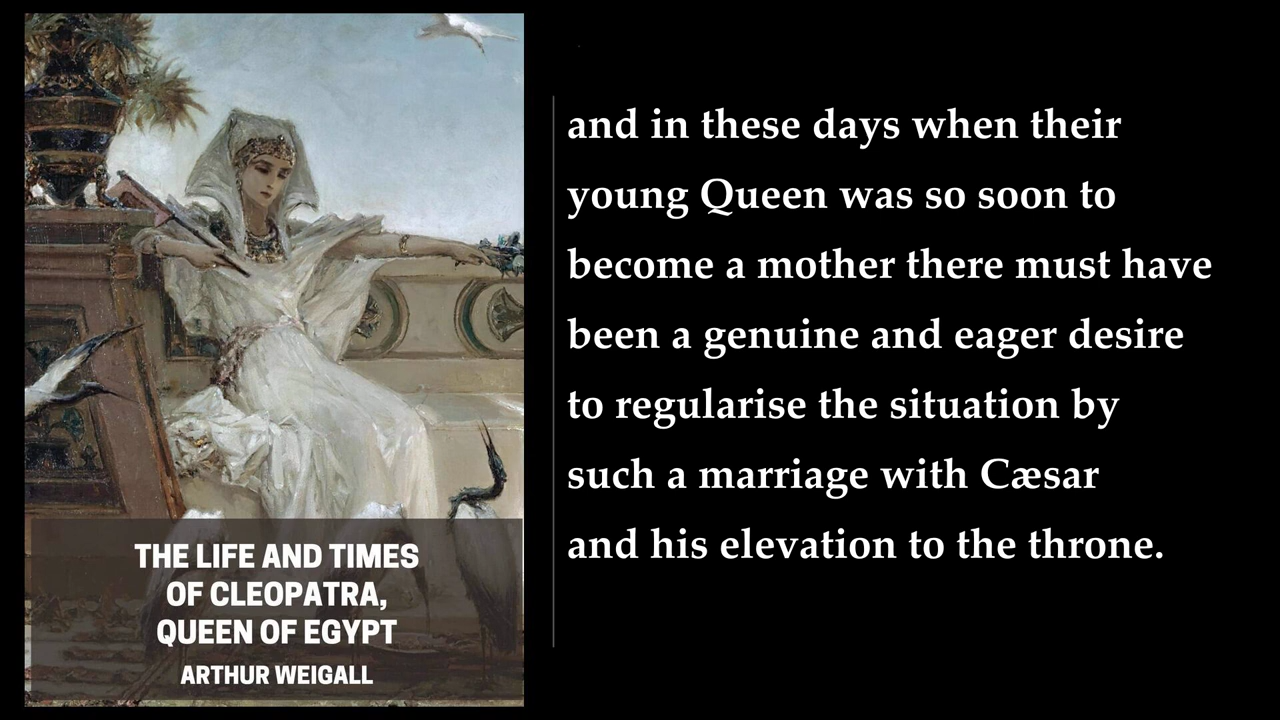 THE LIFE AND TIMES
OF CLEOPATRA,
QUEEN OF EGYPT
ARTHUR WEIGALL
and in these days when their
young Queen was so soon to
become a mother there must have
been a genuine and eager desire
to regularise the situation by
such a marriage with Cæsar
and his elevation to the throne.